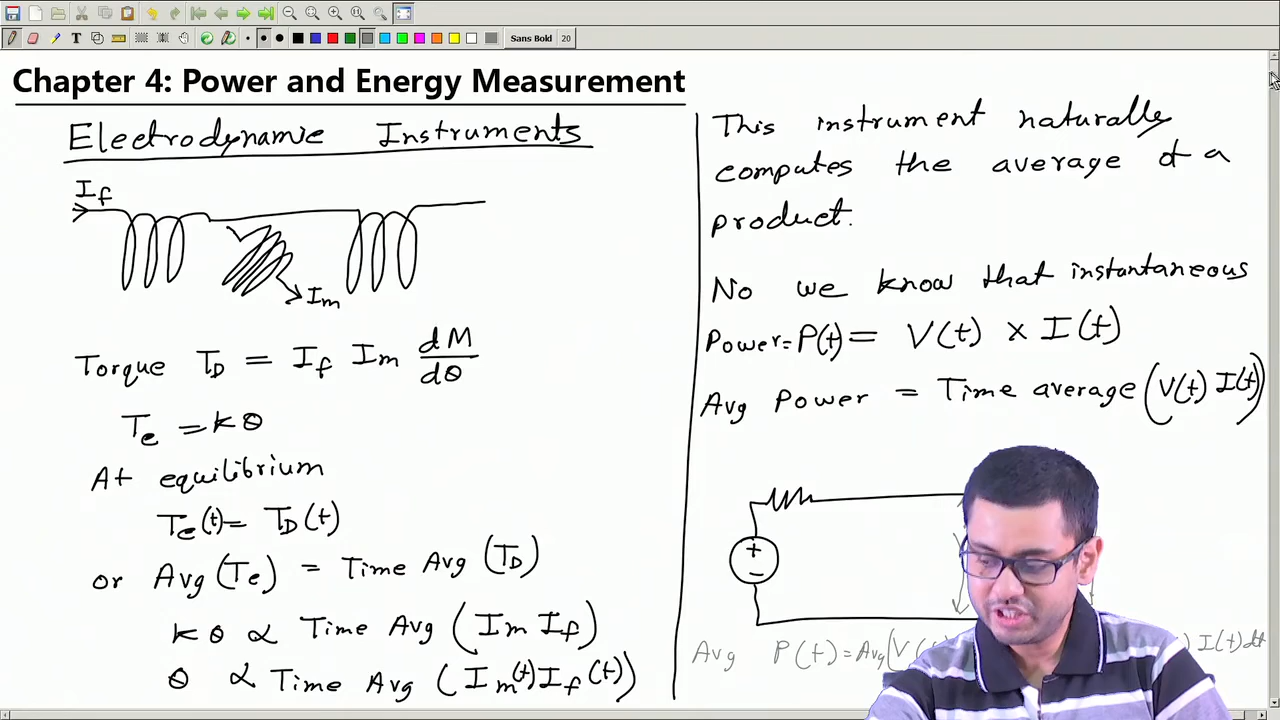 Sans Bold 20
Chapter 4: Power and Energy Measurement
Electrodynamic Instruments
If
Im
Torque TD = If Im dM/dθ
Te = kθ
At equilibrium
Te(t) = TD(t)
or Avg(Te) = Time Avg (TD)
kθ ∝ Time Avg (Im If)
θ ∝ Time Avg (Im(t) If(t))
This instrument naturally
computes the average of a
product.
No we know that instantaneous
Power = P(t) = V(t) × I(t)
Avg Power = Time average (V(t) I(t))
+
−
Avg P(t) = Avg(V I(t) dt